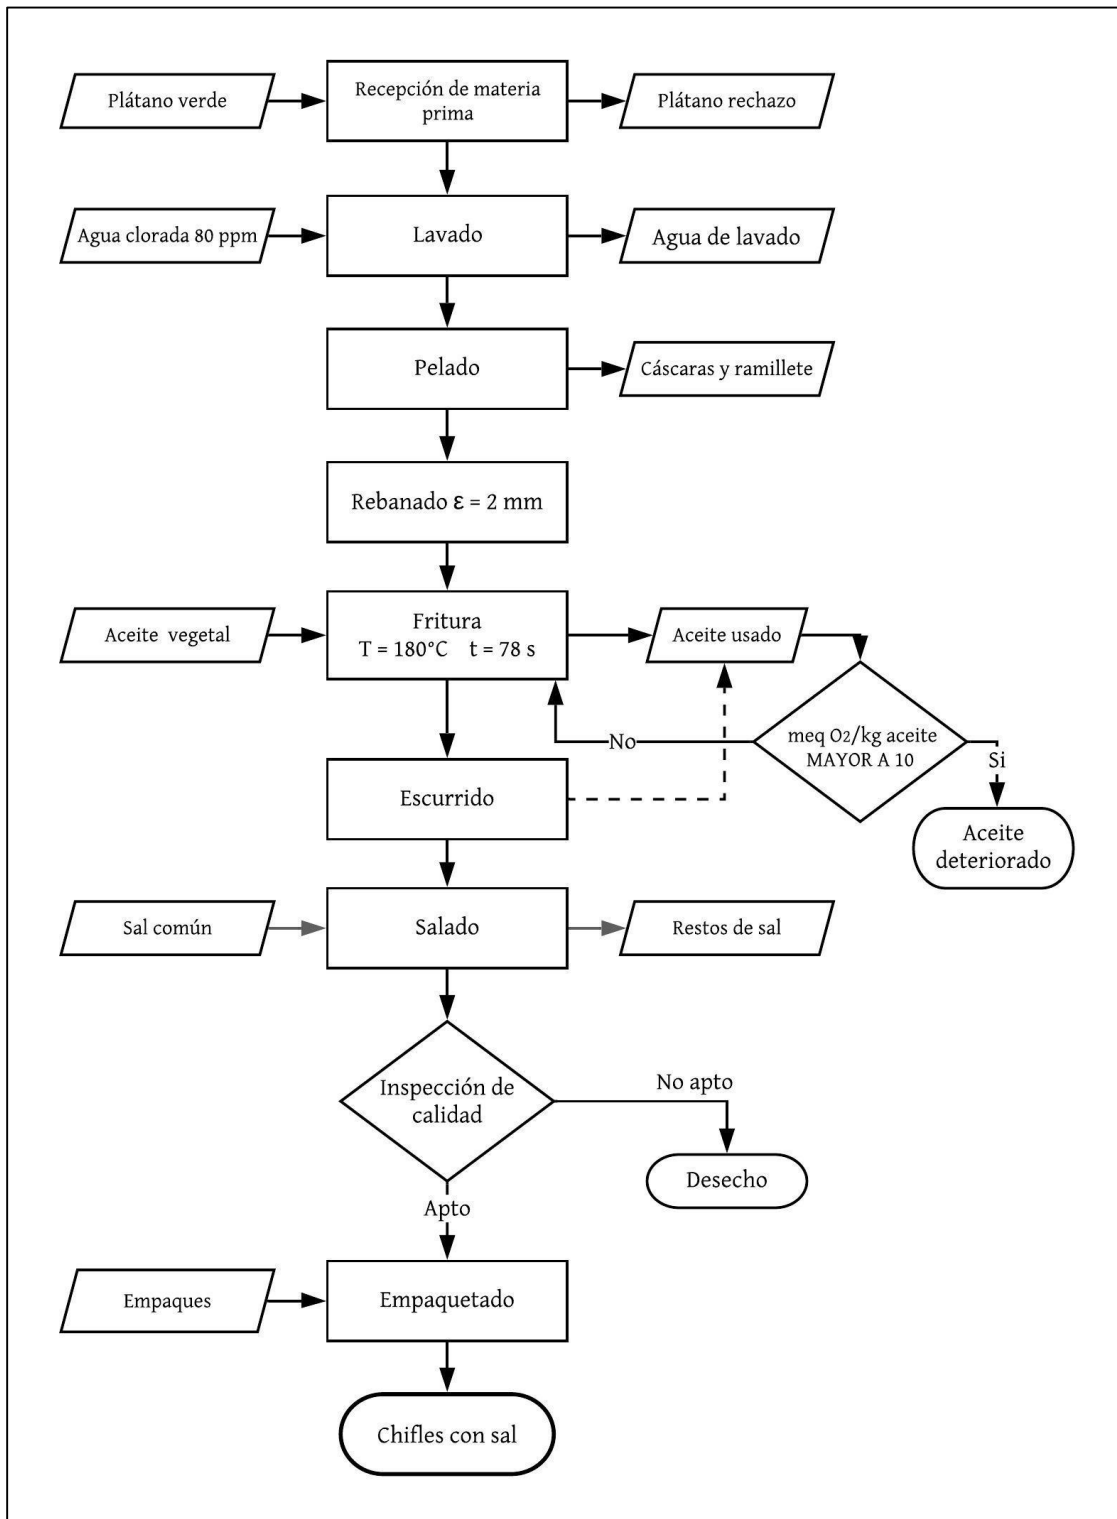 Plátano verde
Recepción de materia
prima
Plátano rechazo
Agua clorada 80 ppm
Lavado
Agua de lavado
Pelado
Cáscaras y ramillete
Rebanado ε = 2 mm
Aceite vegetal
Fritura
T = 180°C t = 78 s
Aceite usado
meq O2/kg aceite
MAYOR A 10
No
Si
Escurrido
Aceite
deteriorado
Sal común
Salado
Restos de sal
Inspección de
calidad
No apto
Desecho
Apto
Empaques
Empaquetado
Chifles con sal